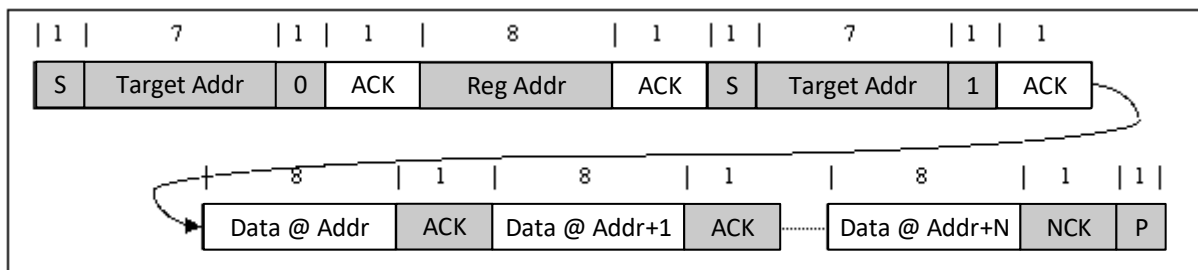 | 1 | 7 | 1 | 1 | 8 | 1 | 1 | 7 | 1 | 1
S Target Addr 0 ACK Reg Addr ACK S Target Addr 1 ACK
| 8 | 1 | 8 | 1 | 8 | 1 | 1 |
Data @ Addr ACK Data @ Addr+1 ACK Data @ Addr+N NCK P